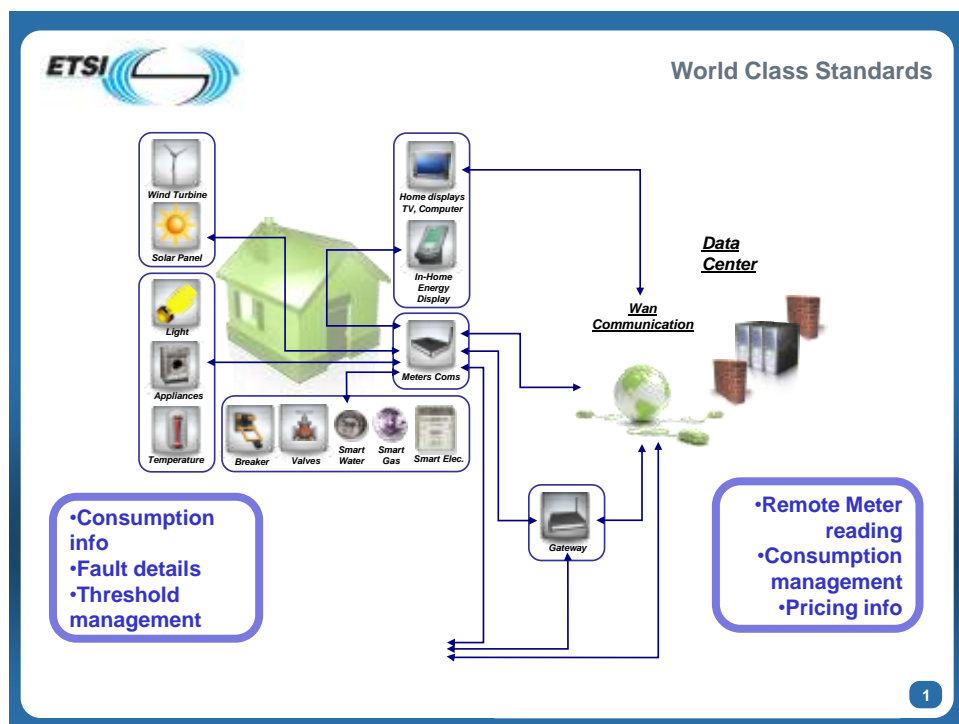 ETSI
World Class Standards
Wind Turbine
Solar Panel
Light
Appliances
Temperature
Home displays
TV, Computer
In-Home
Energy
Display
Meters Coms
Breaker
Valves
Smart
Water
Smart
Gas
Smart Elec.
Wan
Communication
Data
Center
Gateway
•Consumption
info
•Fault details
•Threshold
management
•Remote Meter
reading
•Consumption
management
•Pricing info
1